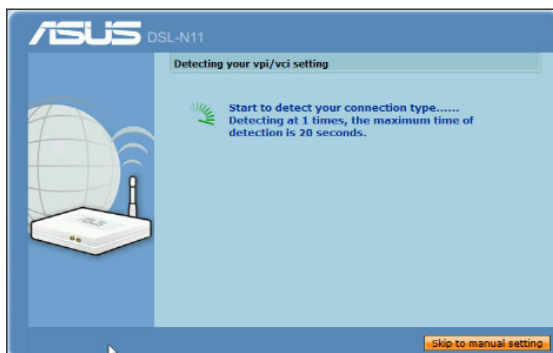 ASUS DSL-N11
Detecting your vpi/vci setting
Start to detect your connection type......
Detecting at 1 times, the maximum time of
detection is 20 seconds.
Skip to manual setting